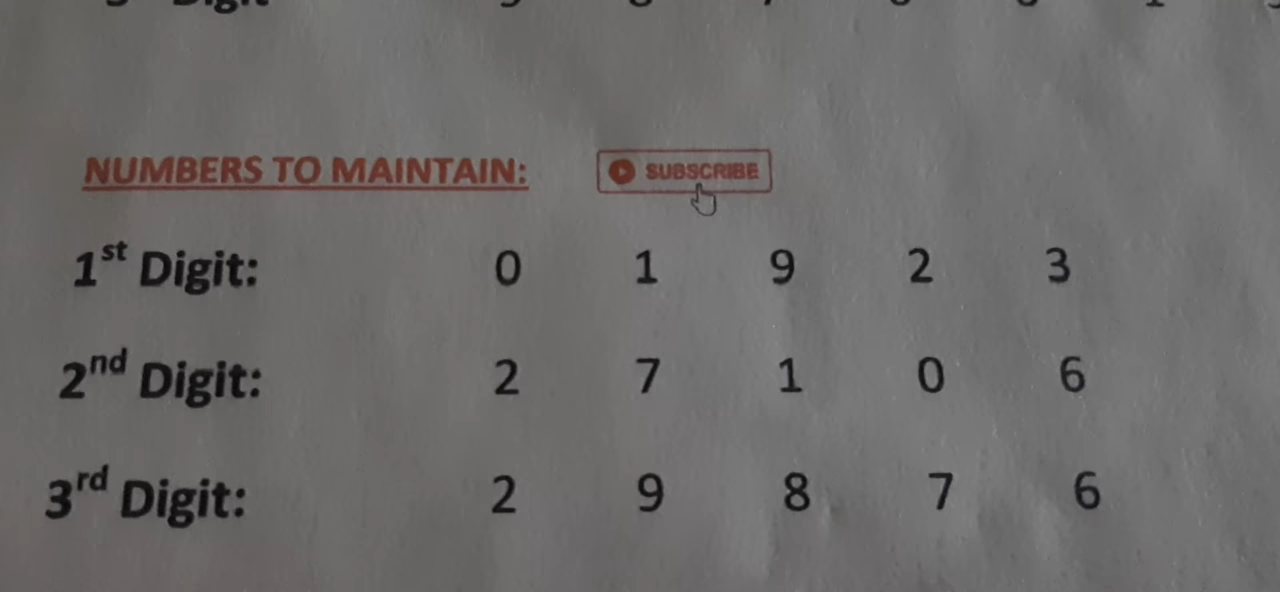 NUMBERS TO MAINTAIN: SUBSCRIBE
1st Digit: 0 1 9 2 3
2nd Digit: 2 7 1 0 6
3rd Digit: 2 9 8 7 6